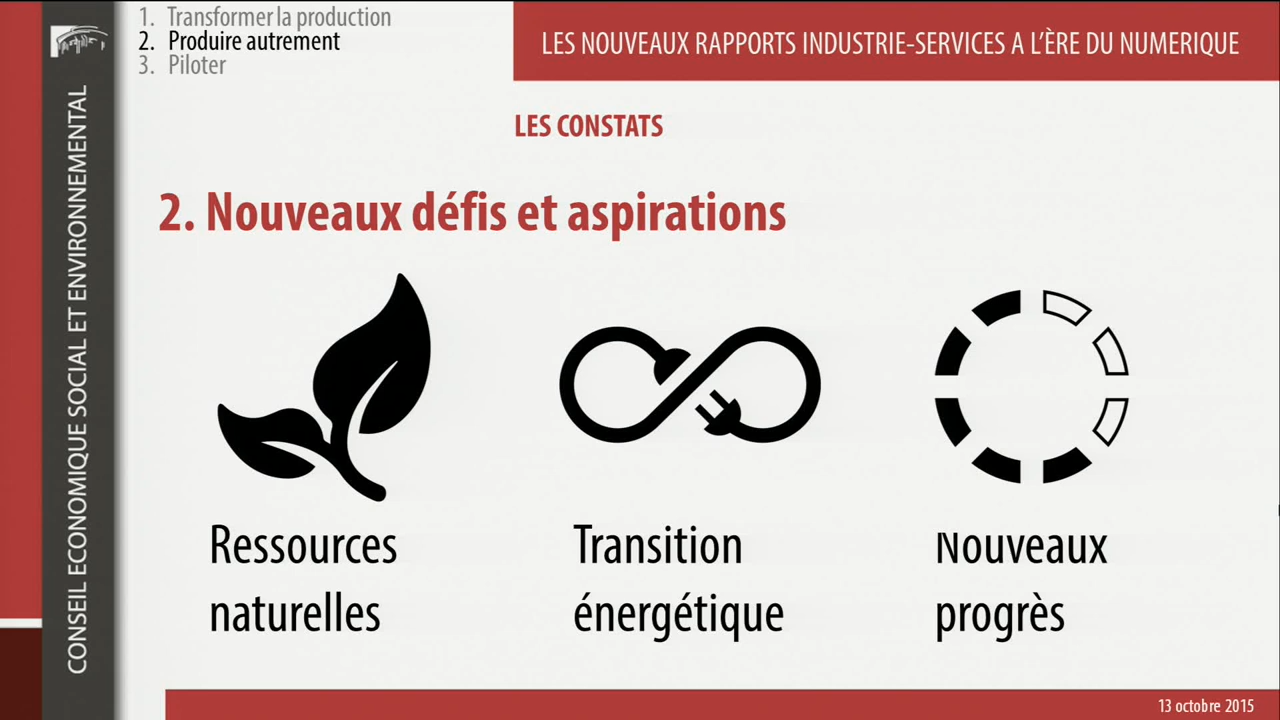 1. Transformer la production
2. Produire autrement
3. Piloter
LES NOUVEAUX RAPPORTS INDUSTRIE-SERVICES A L'ÈRE DU NUMERIQUE
CONSEIL ECONOMIQUE SOCIAL ET ENVIRONNEMENTAL
LES CONSTATS
2. Nouveaux défis et aspirations
Ressources
naturelles
Transition
énergétique
Nouveaux
progrès
13 octobre 2015